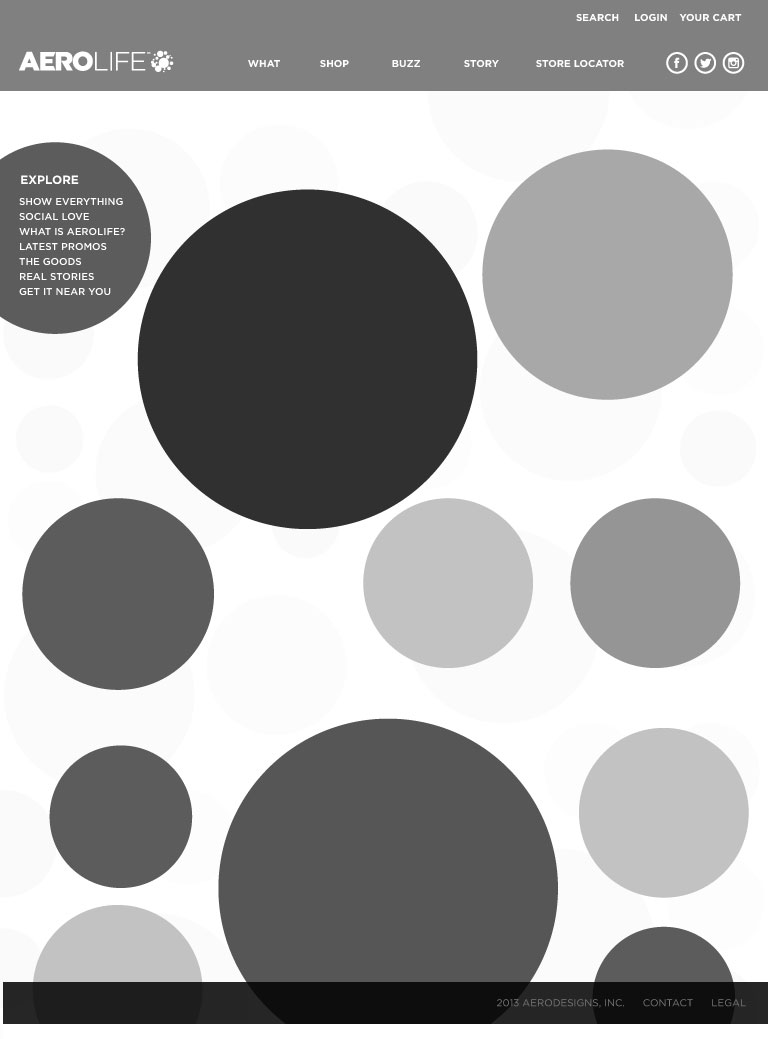 SEARCH LOGIN YOUR CART
AEROLIFE
WHAT SHOP BUZZ STORY STORE LOCATOR
EXPLORE
SHOW EVERYTHING
SOCIAL LOVE
WHAT IS AEROLIFE?
LATEST PROMOS
THE GOODS
REAL STORIES
GET IT NEAR YOU
2013 AERODESIGNS, INC. CONTACT LEGAL